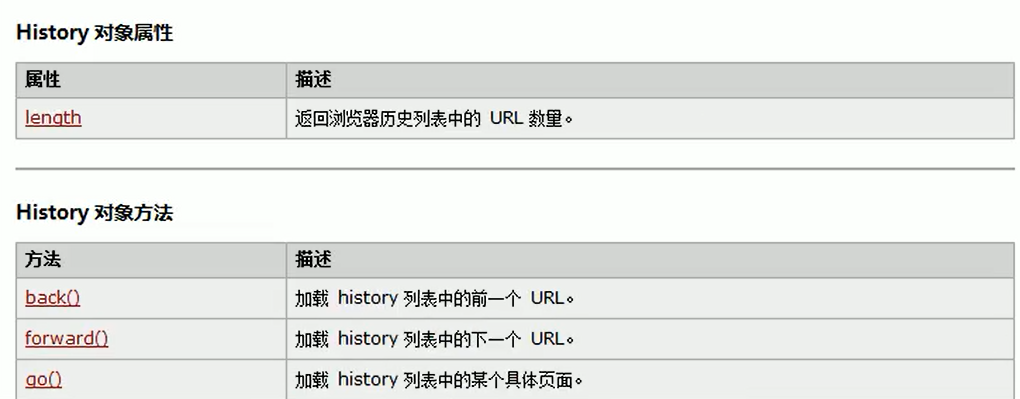 History 对象属性
属性 描述
length 返回浏览器历史列表中的 URL 数量。
History 对象方法
方法 描述
back() 加载 history 列表中的前一个 URL。
forward() 加载 history 列表中的下一个 URL。
go() 加载 history 列表中的某个具体页面。